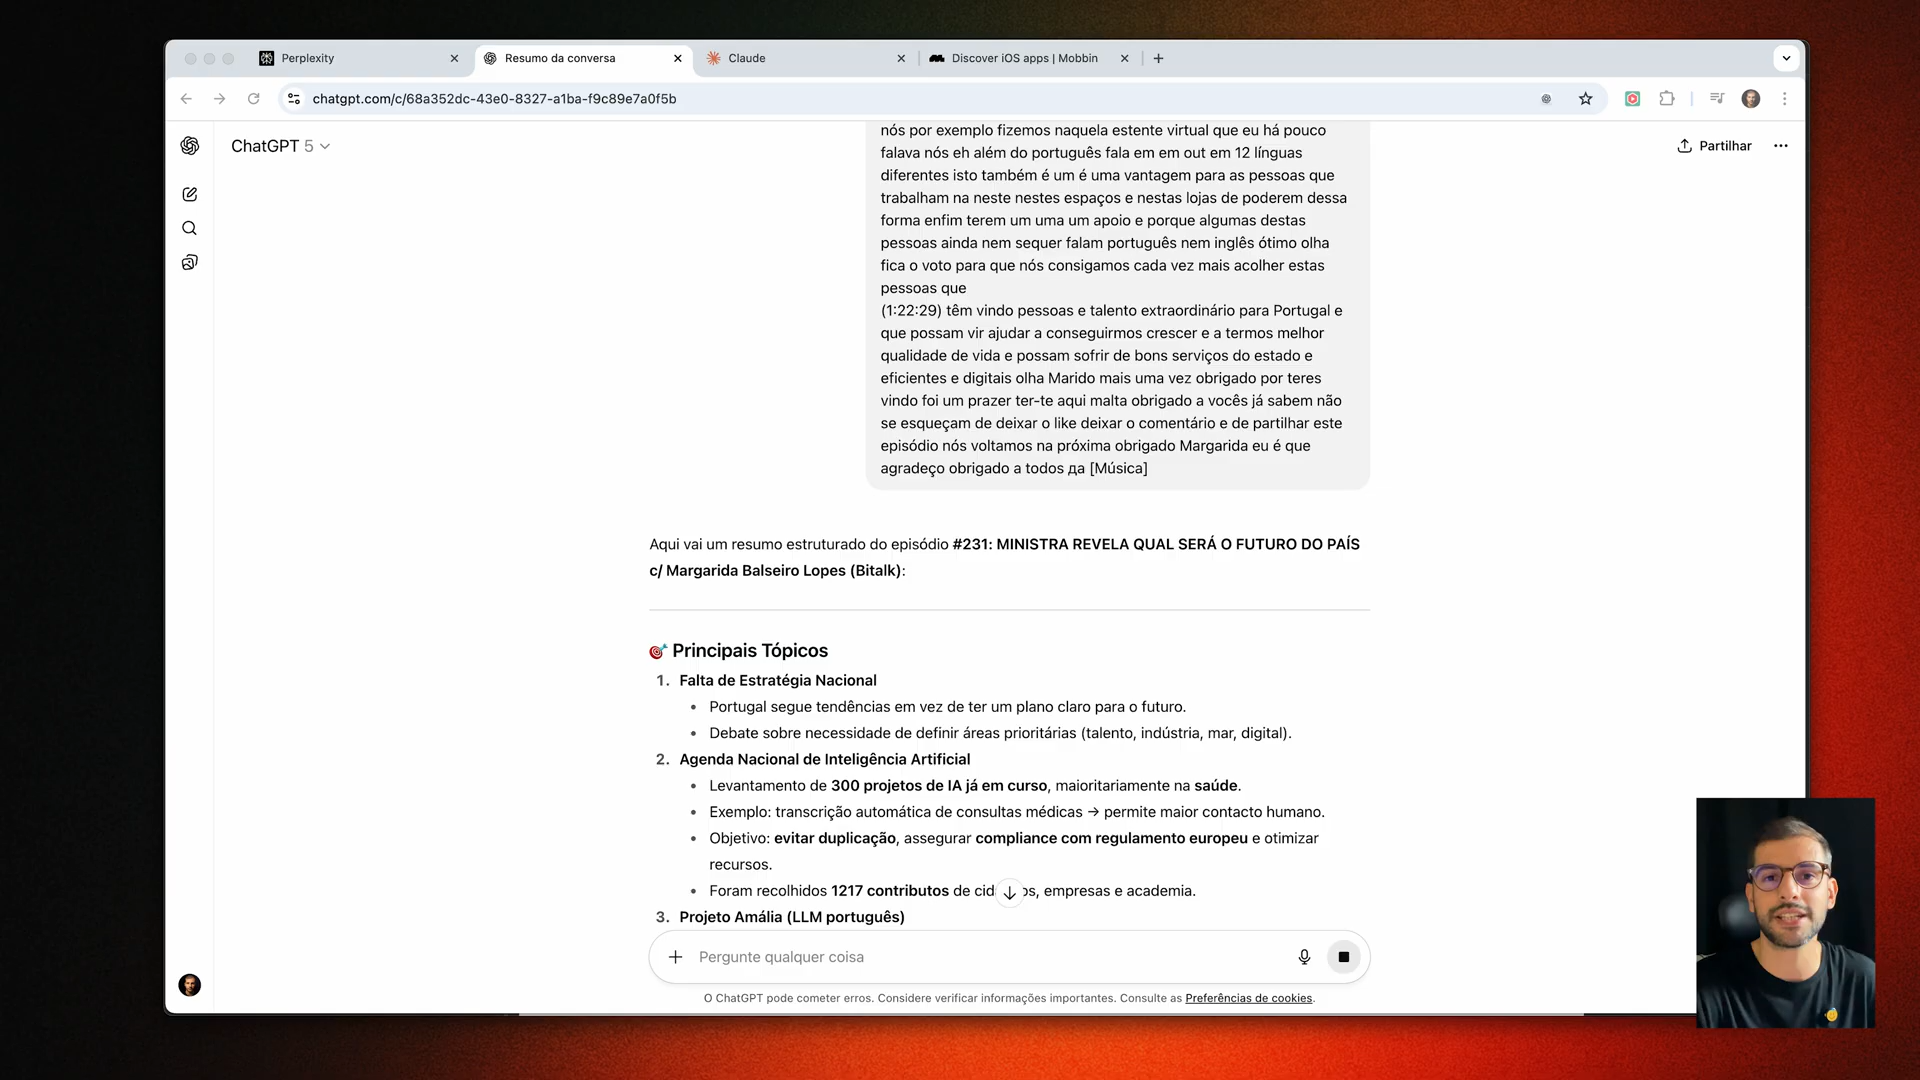 Perplexity
Resumo da conversa
Claude
Discover iOS apps | Mobbin
chatgpt.com/c/68a352dc-43e0-8327-a1ba-f9c89e7a0f5b
ChatGPT 5
Partilhar
nós por exemplo fizemos naquela estente virtual que eu há pouco
falava nós eh além do português fala em em out em 12 línguas
diferentes isto também é um é uma vantagem para as pessoas que
trabalham na neste nestes espaços e nestas lojas de poderem dessa
forma enfim terem um uma um apoio e porque algumas destas
pessoas ainda nem sequer falam português nem inglês ótimo olha
fica o voto para que nós consigamos cada vez mais acolher estas
pessoas que
(1:22:29) têm vindo pessoas e talento extraordinário para Portugal e
que possam vir ajudar a conseguirmos crescer e a termos melhor
qualidade de vida e possam sofrir de bons serviços do estado e
eficientes e digitais olha Marido mais uma vez obrigado por teres
vindo foi um prazer ter-te aqui malta obrigado a vocês já sabem não
se esqueçam de deixar o like deixar o comentário e de partilhar este
episódio nós voltamos na próxima obrigado Margarida eu é que
agradeço obrigado a todos да [Música]
Aqui vai um resumo estruturado do episódio #231: MINISTRA REVELA QUAL SERÁ O FUTURO DO PAÍS
c/ Margarida Balseiro Lopes (Bitalk):
🎯 Principais Tópicos
1. Falta de Estratégia Nacional
• Portugal segue tendências em vez de ter um plano claro para o futuro.
• Debate sobre necessidade de definir áreas prioritárias (talento, indústria, mar, digital).
2. Agenda Nacional de Inteligência Artificial
• Levantamento de 300 projetos de IA já em curso, maioritariamente na saúde.
• Exemplo: transcrição automática de consultas médicas → permite maior contacto humano.
• Objetivo: evitar duplicação, assegurar compliance com regulamento europeu e otimizar
recursos.
• Foram recolhidos 1217 contributos de empresas e academia.
3. Projeto Amália (LLM português)
Pergunte qualquer coisa
O ChatGPT pode cometer erros. Considere verificar informações importantes. Consulte as Preferências de cookies.